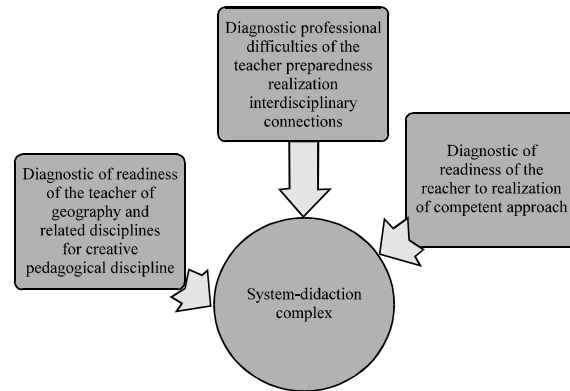 Diagnostic professional
difficulties of the
teacher preparedness
realization
interdisciplinary
connections
Diagnostic of
readiness of the
reacher to realization
of competent approach
Diagnostic of readiness
of the teacher of
geography and
related disciplines
for creative
pedagogical discipline
System-didaction
complex